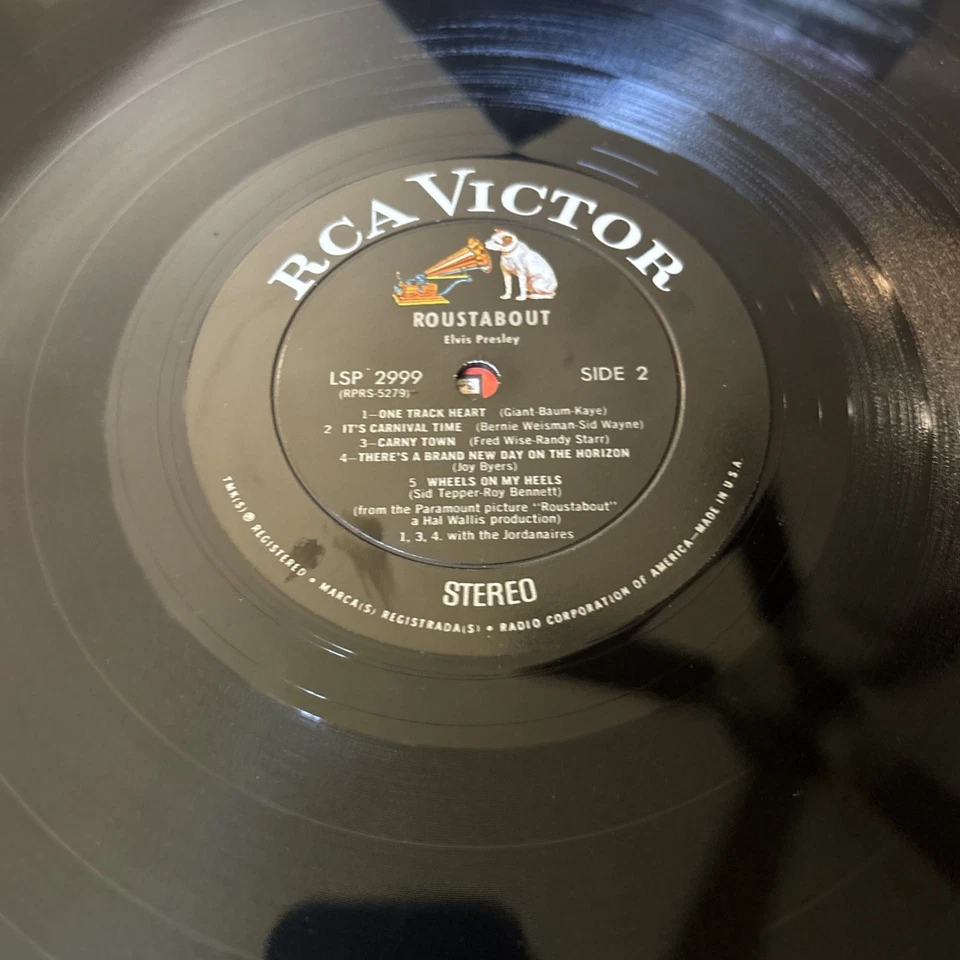 RCA VICTOR
ROUSTABOUT
Elvis Presley
LSP 2999
SIDE 2
(RPRS-5279)
1—ONE TRACK HEART (Giant-Baum-Kaye)
2 IT'S CARNIVAL TIME (Bernie Weisman-Sid Wayne)
3—CARNY TOWN (Fred Wise-Randy Starr)
4—THERE'S A BRAND NEW DAY ON THE HORIZON
(Joy Byers)
5 WHEELS ON MY HEELS
(Sid Tepper-Roy Bennett)
(from the Paramount picture "Roustabout"
a Hal Wallis production)
1, 3, 4. with the Jordanaires
STEREO
TMK(S) ® REGISTERED • MARCA(S) REGISTRADA(S) • RADIO CORPORATION OF AMERICA—MADE IN U.S.A.